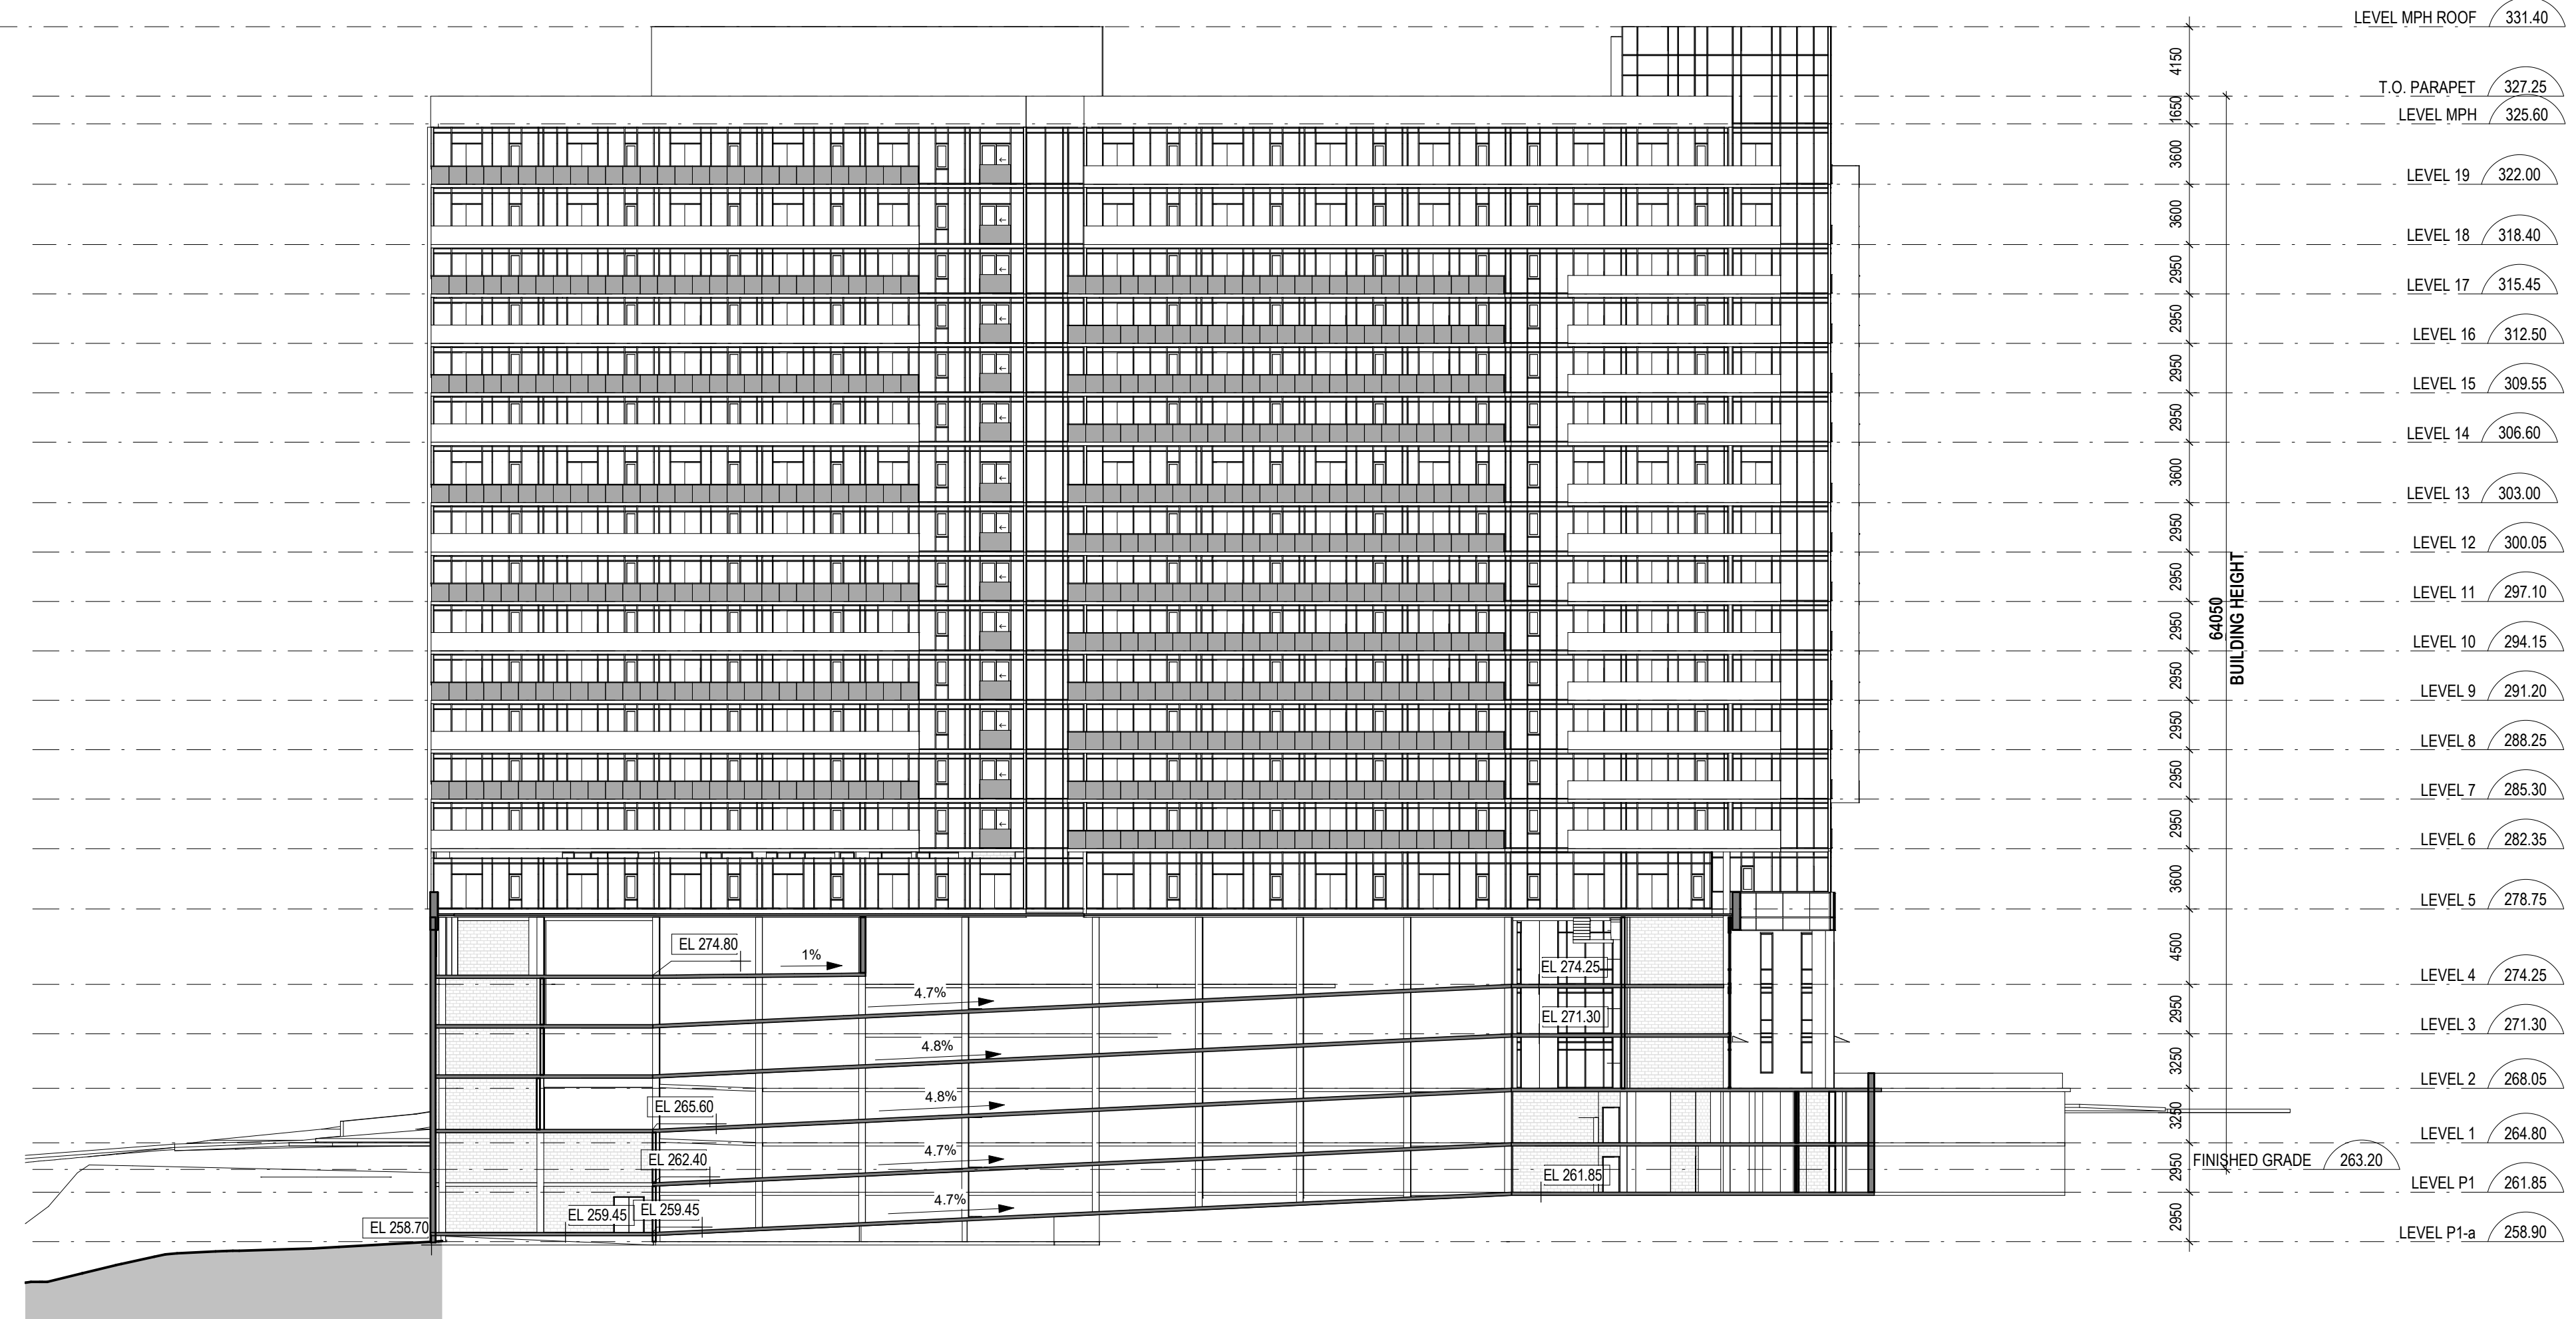 LEVEL MPH ROOF 331.40
4150
T.O. PARAPET 327.25
1650
LEVEL MPH 325.60
3600
LEVEL 19 322.00
3600
LEVEL 18 318.40
2950
LEVEL 17 315.45
2950
LEVEL 16 312.50
2950
LEVEL 15 309.55
2950
LEVEL 14 306.60
3600
LEVEL 13 303.00
2950
LEVEL 12 300.05
2950
LEVEL 11 297.10
64050
BUILDING HEIGHT
2950
LEVEL 10 294.15
2950
LEVEL 9 291.20
2950
LEVEL 8 288.25
2950
LEVEL 7 285.30
2950
LEVEL 6 282.35
3600
LEVEL 5 278.75
4500
EL 274.80
1%
EL 274.25
LEVEL 4 274.25
4.7%
2950
EL 271.30
LEVEL 3 271.30
4.8%
3250
LEVEL 2 268.05
4.8%
EL 265.60
3250
LEVEL 1 264.80
4.7%
EL 262.40
FINISHED GRADE 263.20
2950
EL 261.85
LEVEL P1 261.85
4.7%
EL 259.45
EL 259.45
EL 258.70
2950
LEVEL P1-a 258.90